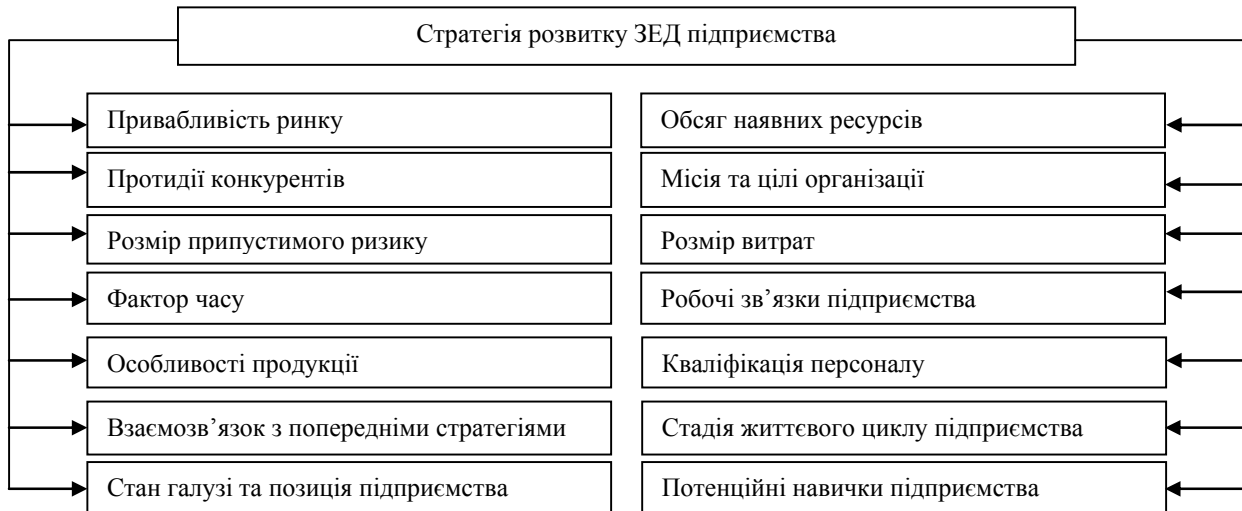 Стратегія розвитку ЗЕД підприємства
Привабливість ринку
Обсяг наявних ресурсів
Протидії конкурентів
Місія та цілі організації
Розмір припустимого ризику
Розмір витрат
Фактор часу
Робочі зв’язки підприємства
Особливості продукції
Кваліфікація персоналу
Взаємозв’язок з попередніми стратегіями
Стадія життєвого циклу підприємства
Стан галузі та позиція підприємства
Потенційні навички підприємства